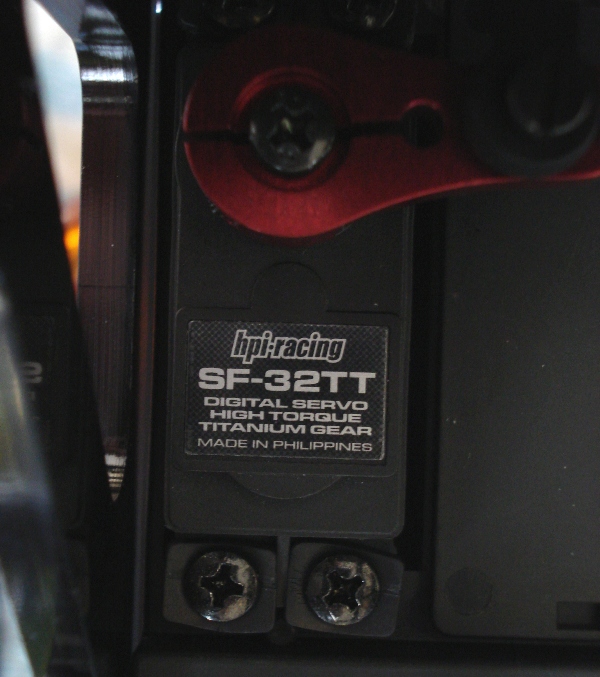 hpi·racing
SF-32TT
DIGITAL SERVO
HIGH TORQUE
TITANIUM GEAR
MADE IN PHILIPPINES